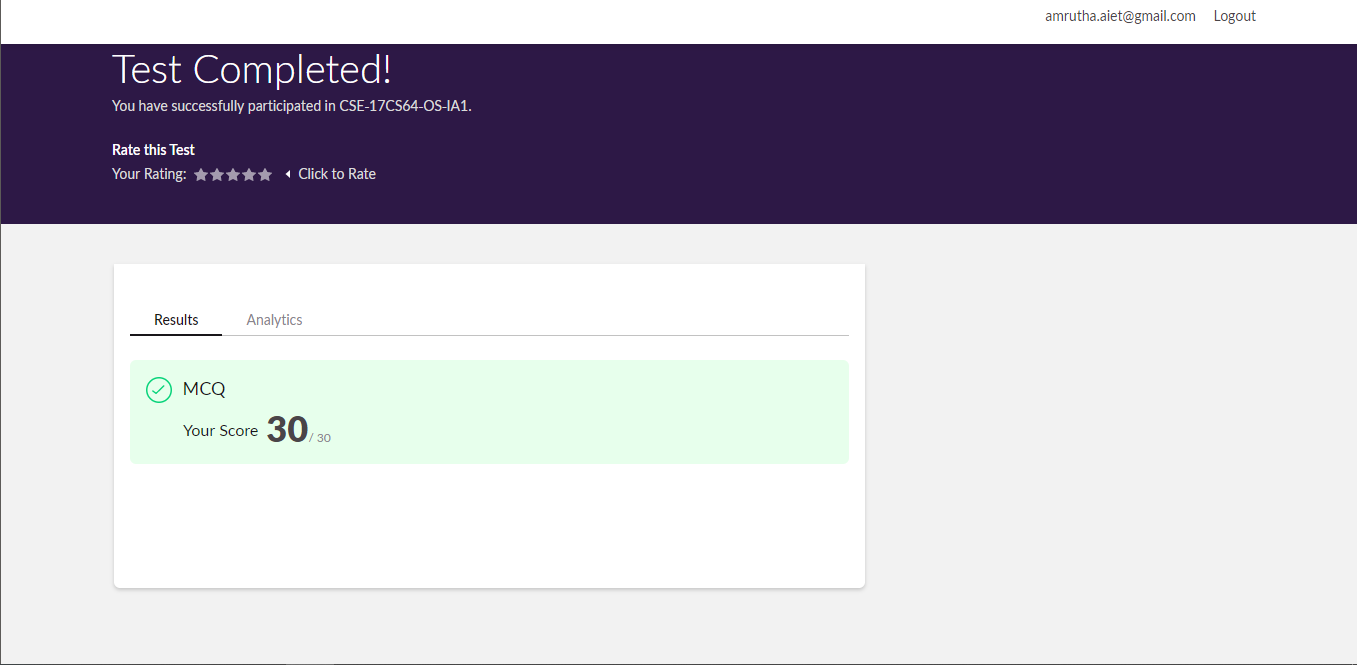 amrutha.aiet@gmail.com Logout
Test Completed!
You have successfully participated in CSE-17CS64-OS-IA1.
Rate this Test
Your Rating: Click to Rate
Results Analytics
MCQ
Your Score 30 / 30